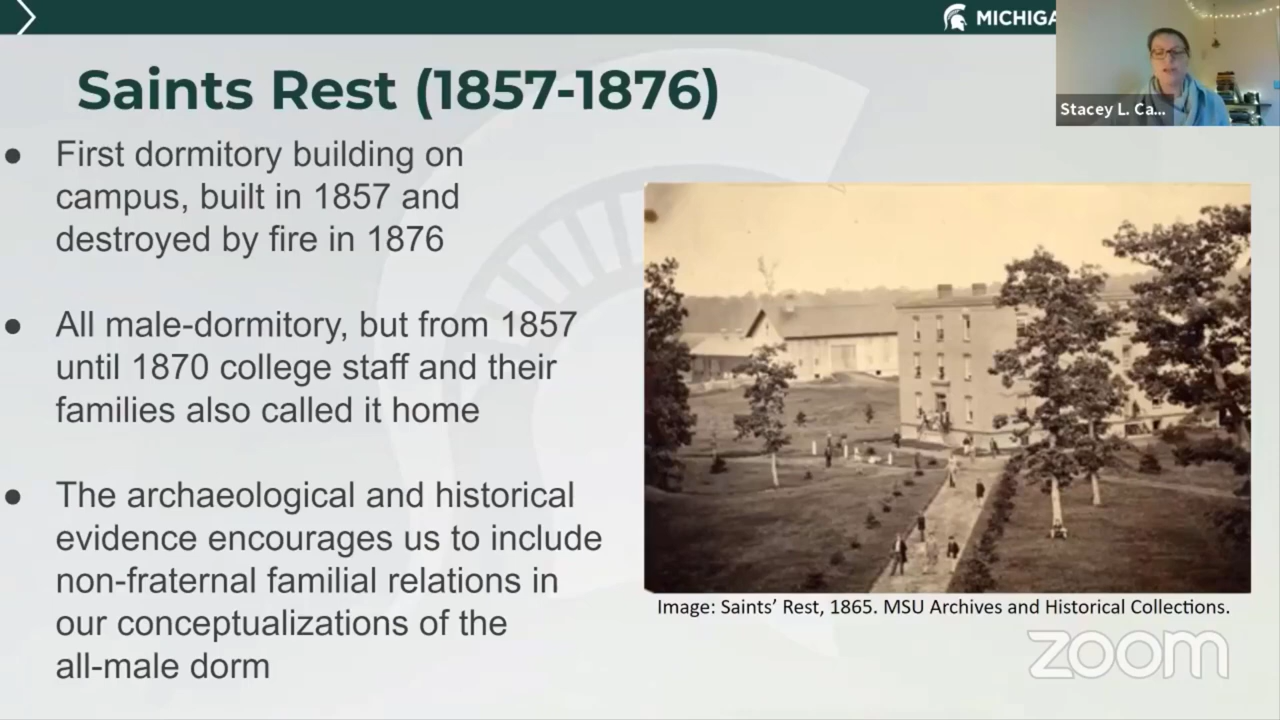 MICHIGA
Stacey L. Ca...
Saints Rest (1857-1876)
● First dormitory building on
campus, built in 1857 and
destroyed by fire in 1876
● All male-dormitory, but from 1857
until 1870 college staff and their
families also called it home
● The archaeological and historical
evidence encourages us to include
non-fraternal familial relations in
our conceptualizations of the
all-male dorm
Image: Saints’ Rest, 1865. MSU Archives and Historical Collections.
zoom